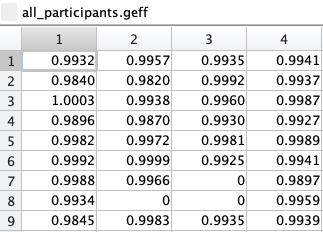 all_participants.geff
1 2 3 4
1 0.9932 0.9957 0.9935 0.9941
2 0.9840 0.9820 0.9992 0.9937
3 1.0003 0.9938 0.9960 0.9987
4 0.9896 0.9870 0.9930 0.9927
5 0.9982 0.9972 0.9981 0.9989
6 0.9992 0.9999 0.9925 0.9941
7 0.9988 0.9966 0 0.9897
8 0.9934 0 0 0.9959
9 0.9845 0.9983 0.9935 0.9939